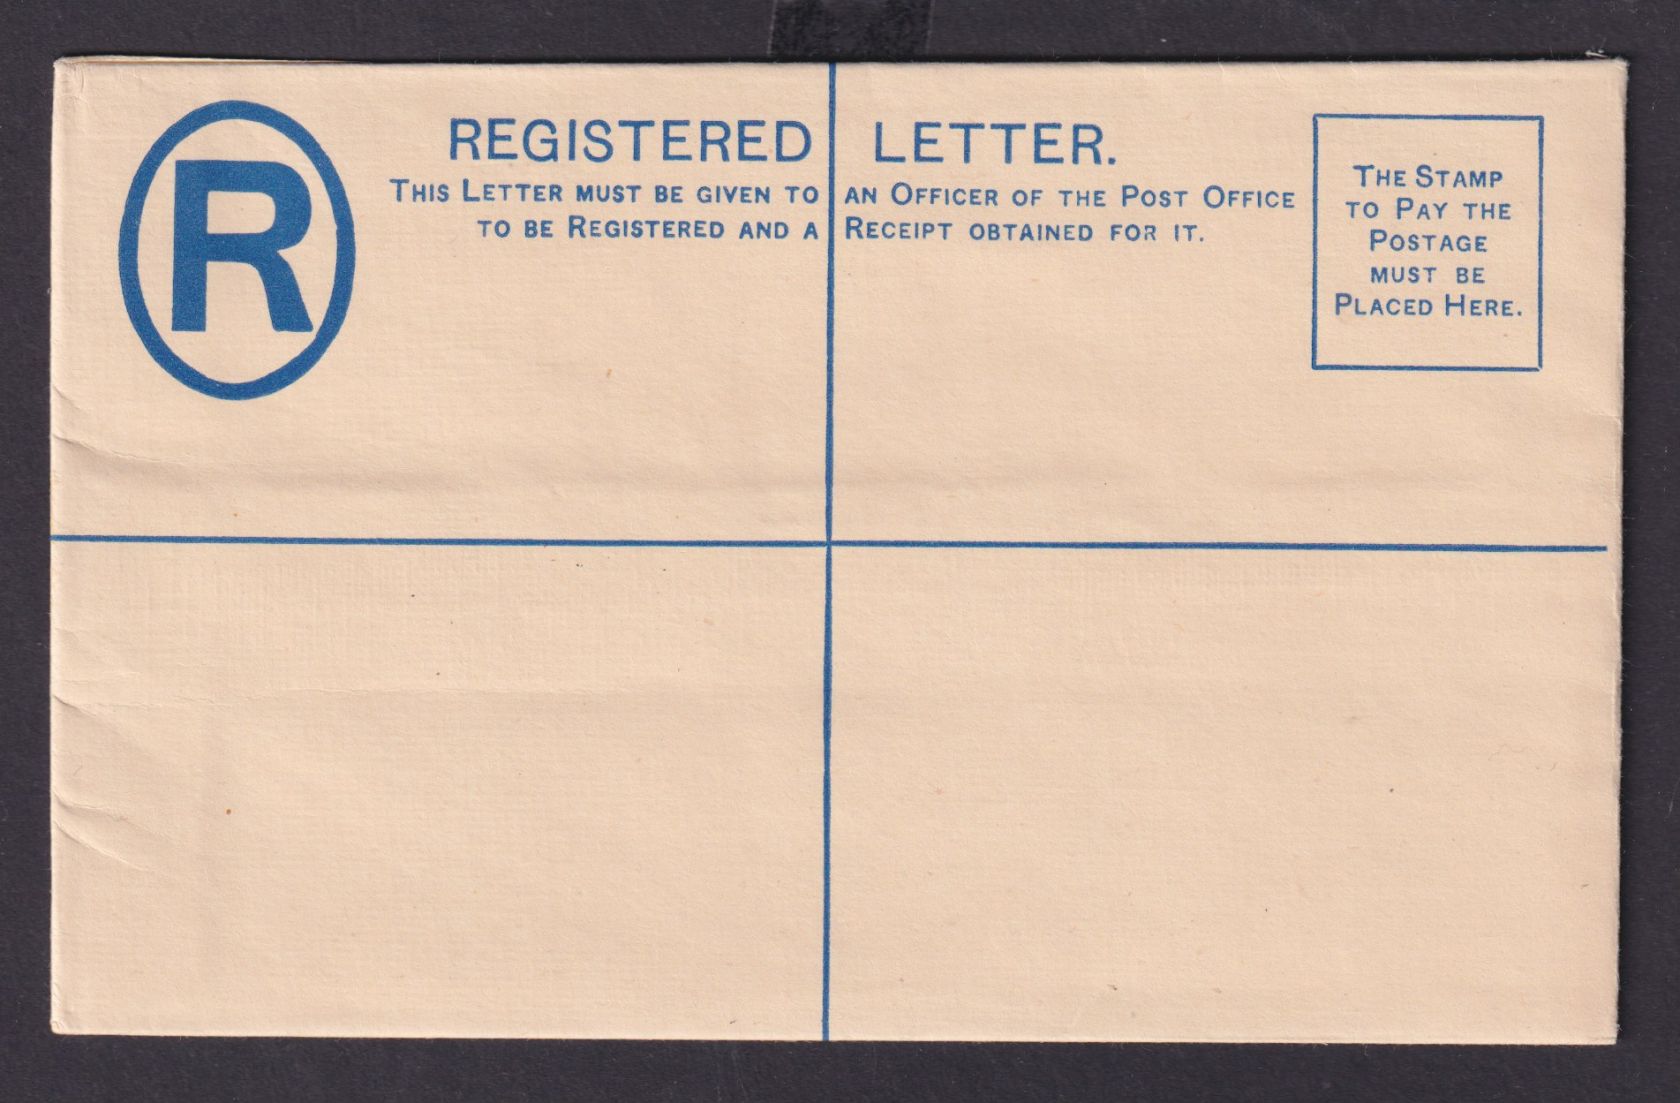 R
REGISTERED LETTER.
THIS LETTER MUST BE GIVEN TO AN OFFICER OF THE POST OFFICE
TO BE REGISTERED AND A RECEIPT OBTAINED FOR IT.
THE STAMP
TO PAY THE
POSTAGE
MUST BE
PLACED HERE.